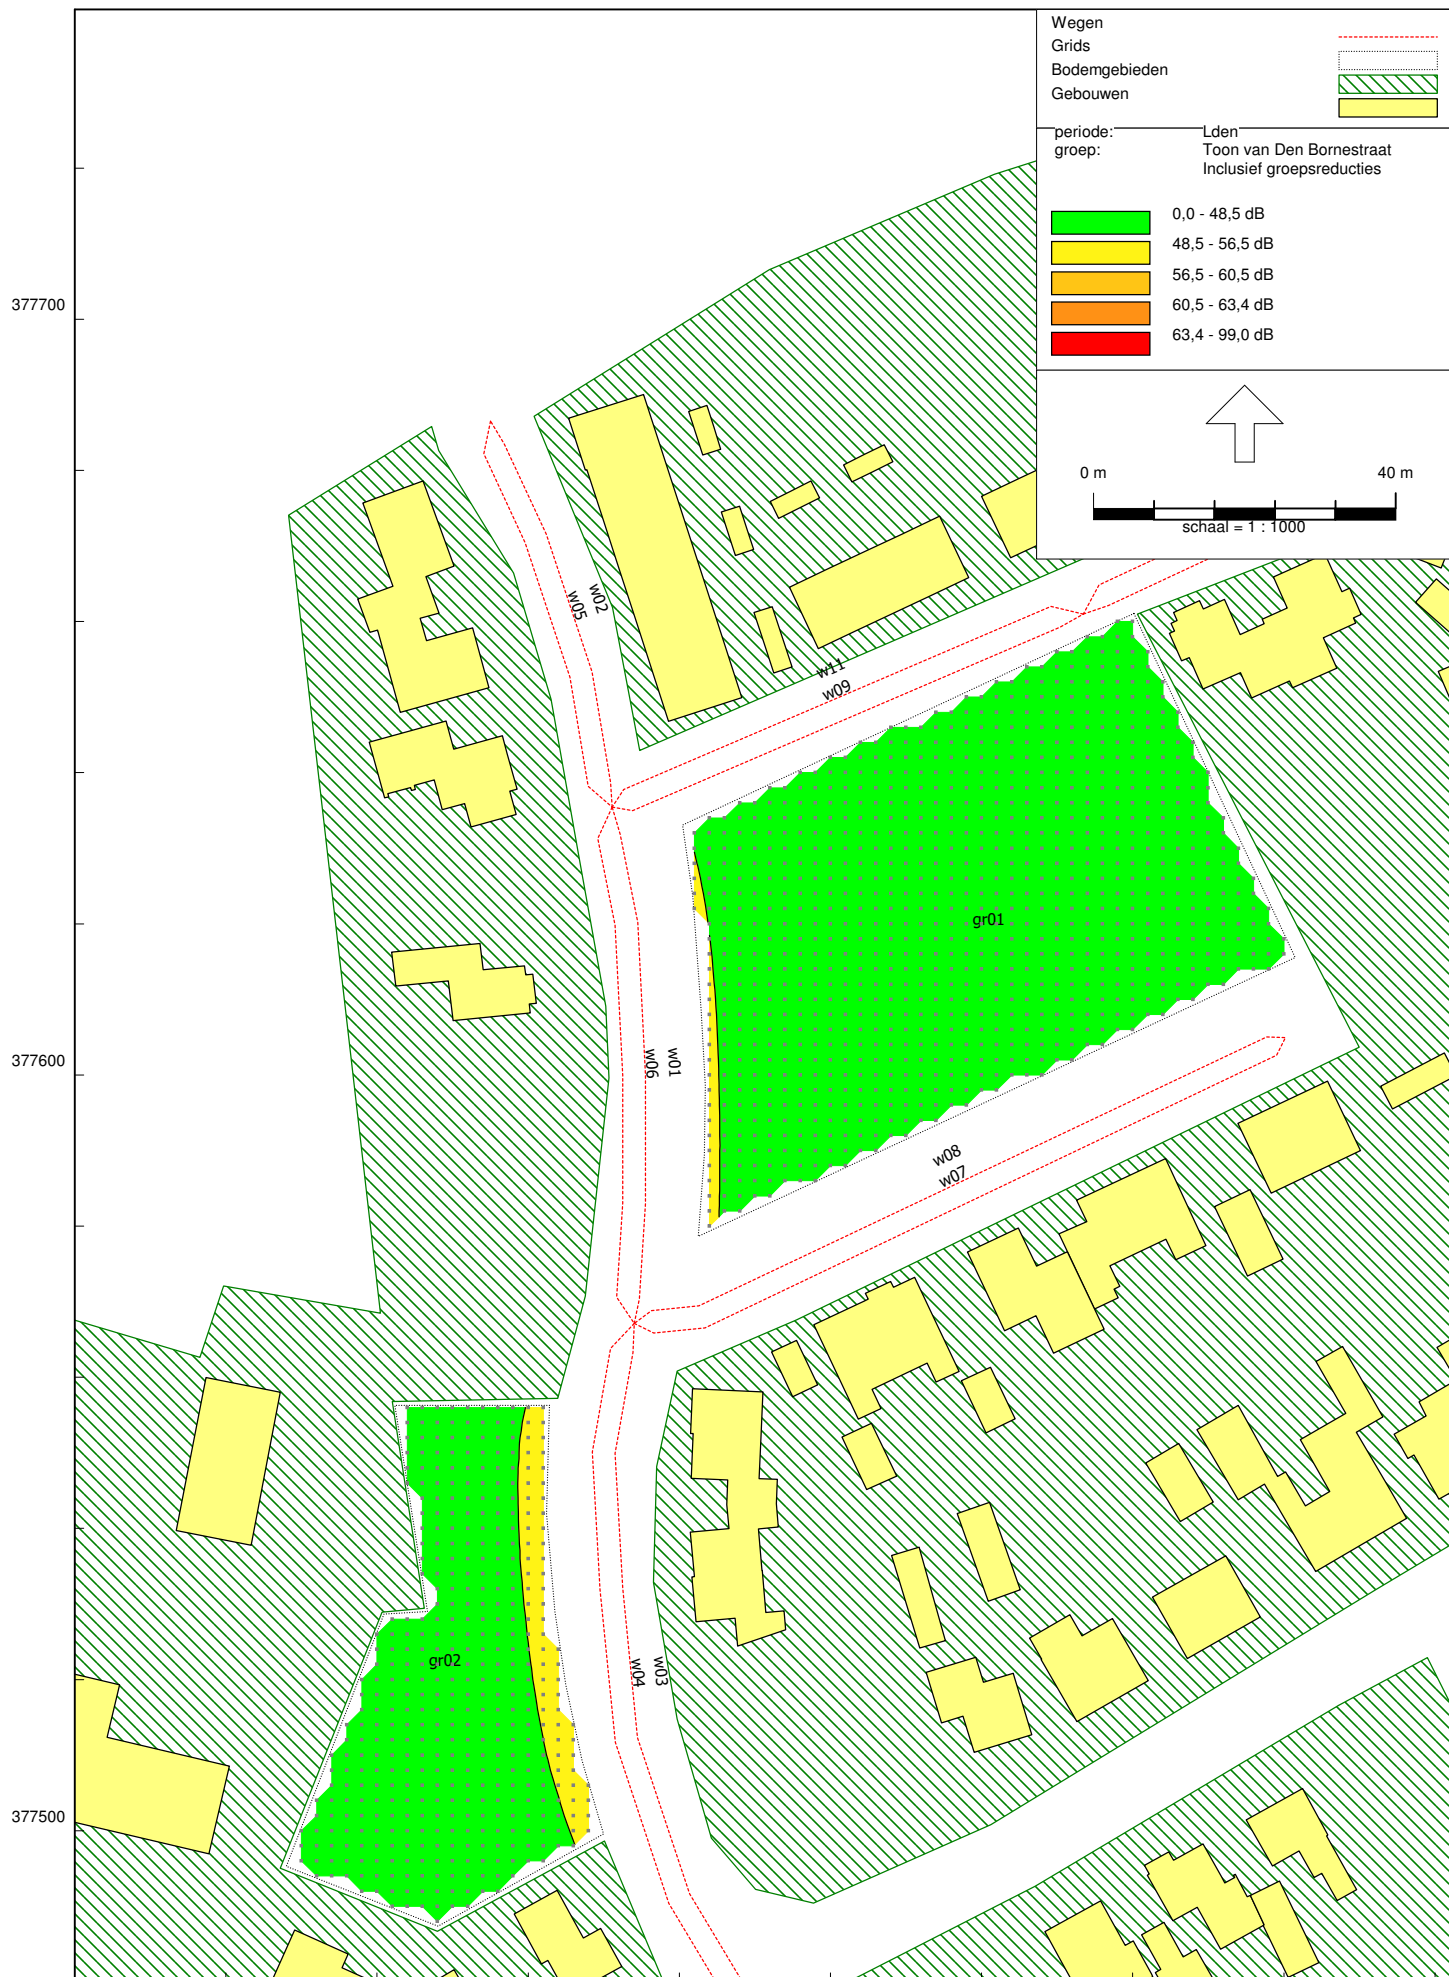 Wegen
Grids
Bodemgebieden
Gebouwen
periode: Lden
groep: Toon van Den Bornestraat
Inclusief groepsreducties
0,0 - 48,5 dB
48,5 - 56,5 dB
56,5 - 60,5 dB
60,5 - 63,4 dB
63,4 - 99,0 dB
0 m 40 m
schaal = 1 : 1000
377700
w02
w05
w11
w09
gr01
377600
w01
w06
w08
w07
gr02
w03
w04
377500